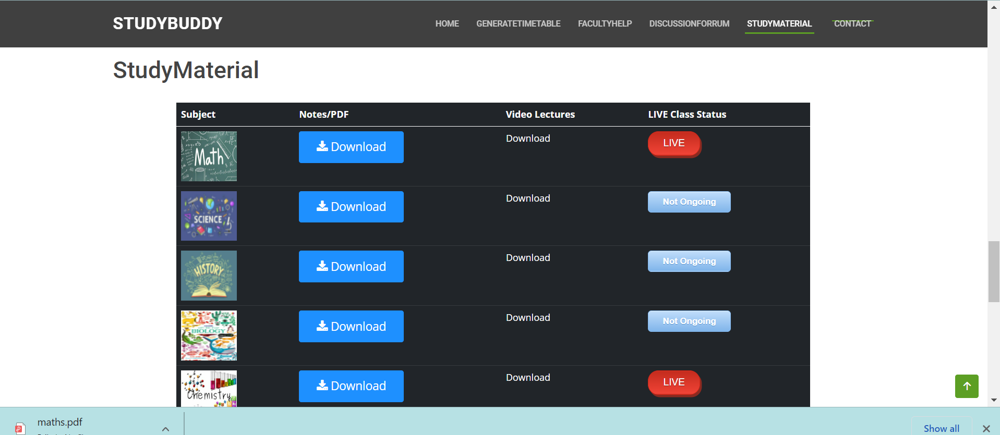 STUDYBUDDY
HOME GENERATETIMETABLE FACULTYHELP DISCUSSIONFORRUM STUDYMATERIAL CONTACT
StudyMaterial
Subject Notes/PDF Video Lectures LIVE Class Status
Math Download Download LIVE
SCIENCE Download Download Not Ongoing
HISTORY Download Download Not Ongoing
BIOLOGY Download Download Not Ongoing
Chemistry Download Download LIVE
maths.pdf
Show all